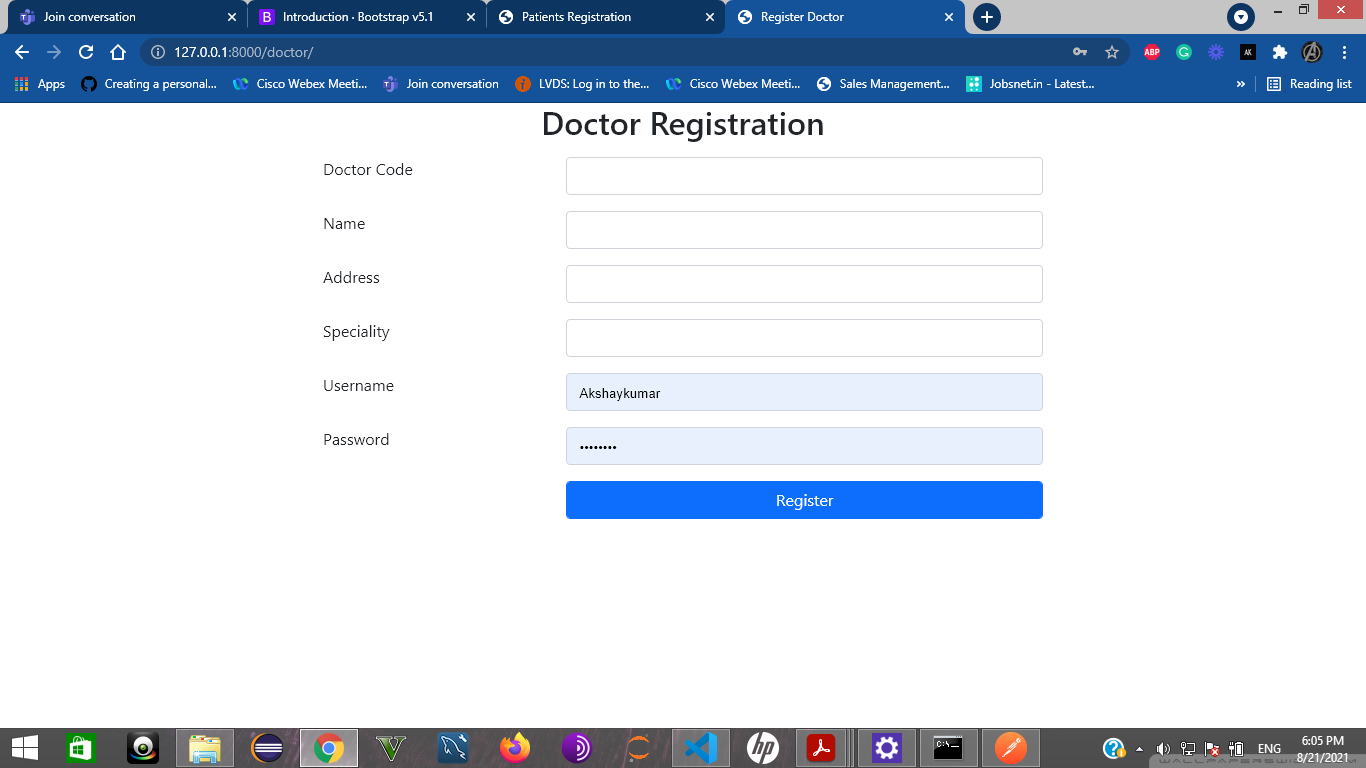 Join conversation
Introduction · Bootstrap v5.1
Patients Registration
Register Doctor
127.0.0.1:8000/doctor/
ABP
AK
Apps
Creating a personal...
Cisco Webex Meeti...
Join conversation
LVDS: Log in to the...
Cisco Webex Meeti...
Sales Management...
Jobsnet.in - Latest...
»
Reading list
Doctor Registration
Doctor Code
Name
Address
Speciality
Username
Akshaykumar
Password
••••••••
Register
ENG
6:05 PM
8/21/2021